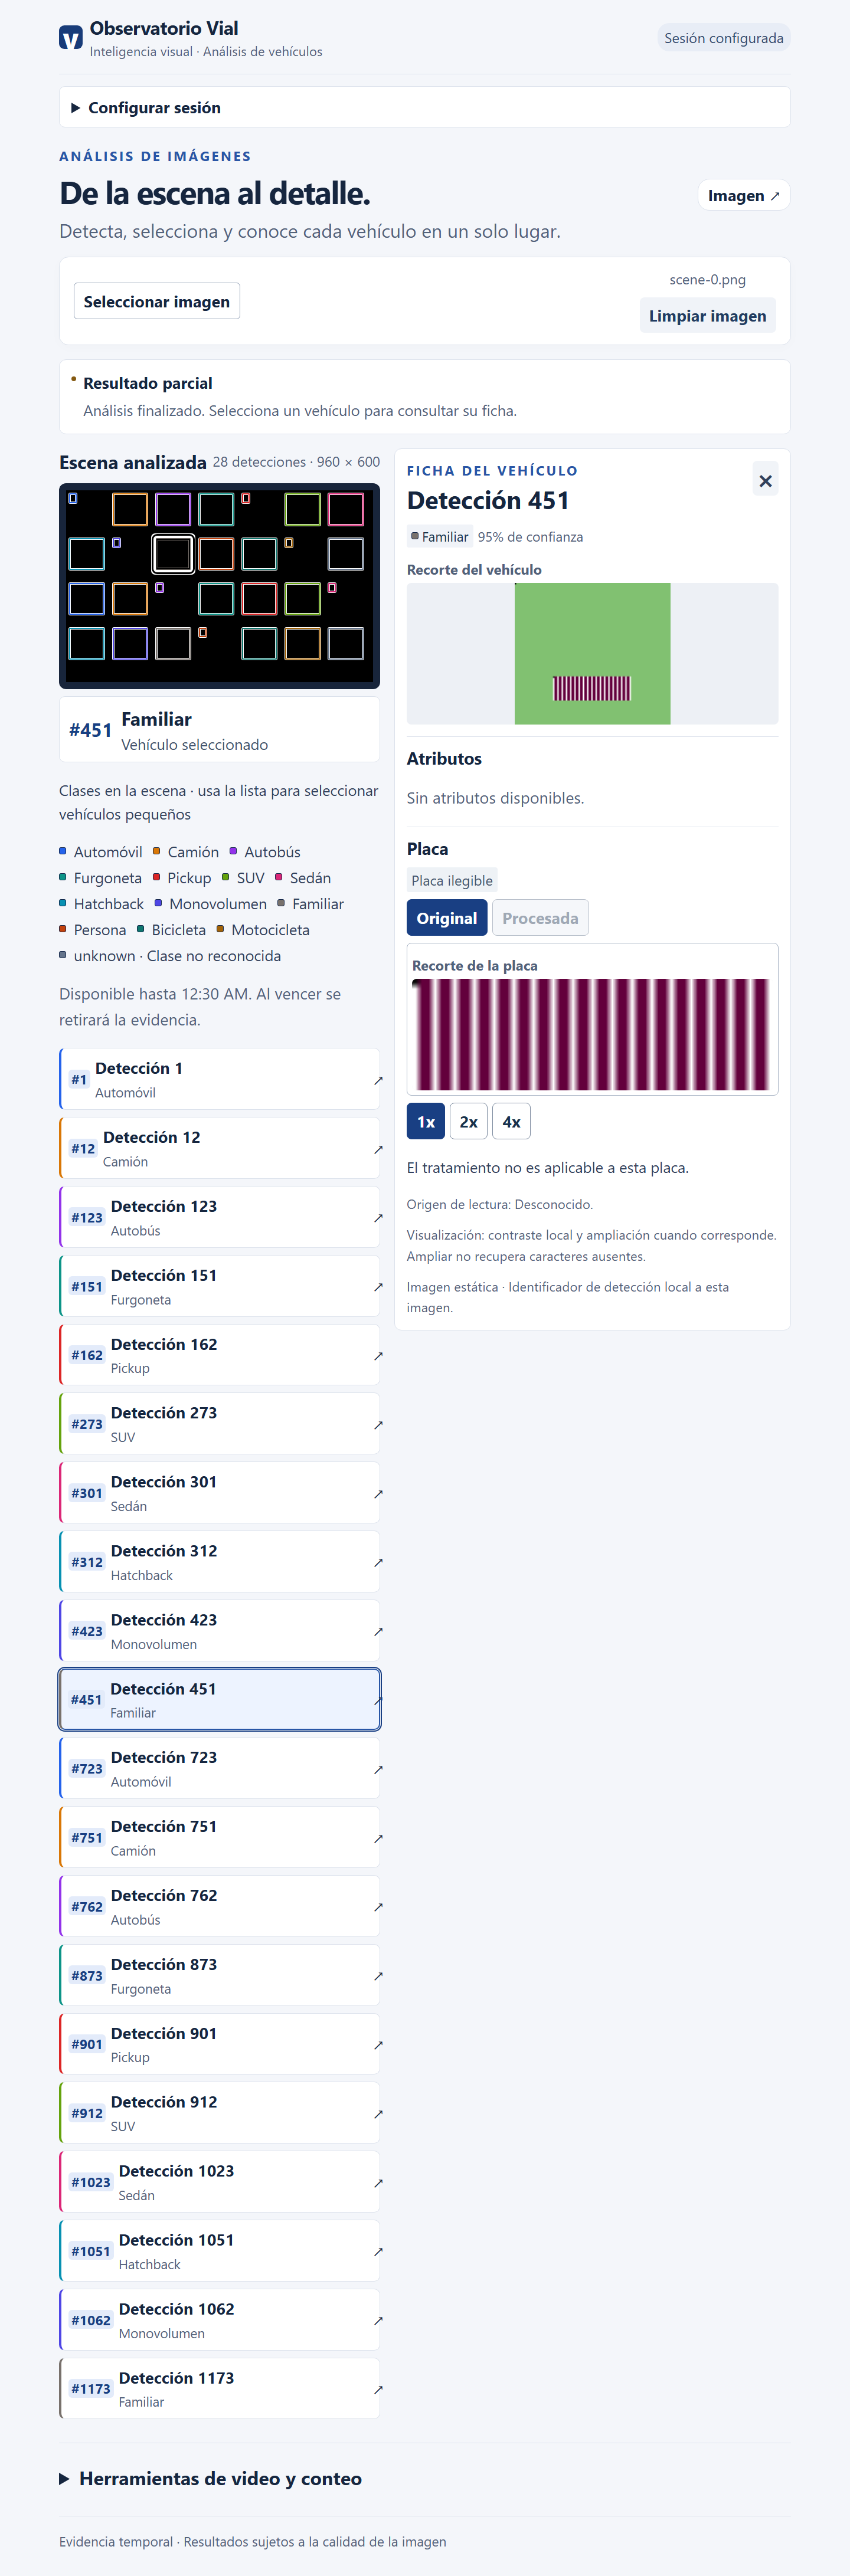 Observatorio Vial
Inteligencia visual · Análisis de vehículos
Sesión configurada
▶ Configurar sesión
ANÁLISIS DE IMÁGENES
De la escena al detalle.
Imagen ↗
Detecta, selecciona y conoce cada vehículo en un solo lugar.
Seleccionar imagen
scene-0.png
Limpiar imagen
Resultado parcial
Análisis finalizado. Selecciona un vehículo para consultar su ficha.
Escena analizada
28 detecciones · 960 × 600
#451
Familiar
Vehículo seleccionado
Clases en la escena · usa la lista para seleccionar
vehículos pequeños
Automóvil Camión Autobús
Furgoneta Pickup SUV Sedán
Hatchback Monovolumen Familiar
Persona Bicicleta Motocicleta
unknown · Clase no reconocida
Disponible hasta 12:30 AM. Al vencer se
retirará la evidencia.
#1
Detección 1
Automóvil
↗
#12
Detección 12
Camión
↗
#123
Detección 123
Autobús
↗
#151
Detección 151
Furgoneta
↗
#162
Detección 162
Pickup
↗
#273
Detección 273
SUV
↗
#301
Detección 301
Sedán
↗
#312
Detección 312
Hatchback
↗
#423
Detección 423
Monovolumen
↗
#451
Detección 451
Familiar
↗
#723
Detección 723
Automóvil
↗
#751
Detección 751
Camión
↗
#762
Detección 762
Autobús
↗
#873
Detección 873
Furgoneta
↗
#901
Detección 901
Pickup
↗
#912
Detección 912
SUV
↗
#1023
Detección 1023
Sedán
↗
#1051
Detección 1051
Hatchback
↗
#1062
Detección 1062
Monovolumen
↗
#1173
Detección 1173
Familiar
↗
FICHA DEL VEHÍCULO
Detección 451
×
Familiar
95% de confianza
Recorte del vehículo
Atributos
Sin atributos disponibles.
Placa
Placa ilegible
Original
Procesada
Recorte de la placa
1x
2x
4x
El tratamiento no es aplicable a esta placa.
Origen de lectura: Desconocido.
Visualización: contraste local y ampliación cuando corresponde.
Ampliar no recupera caracteres ausentes.
Imagen estática · Identificador de detección local a esta
imagen.
▶ Herramientas de video y conteo
Evidencia temporal · Resultados sujetos a la calidad de la imagen